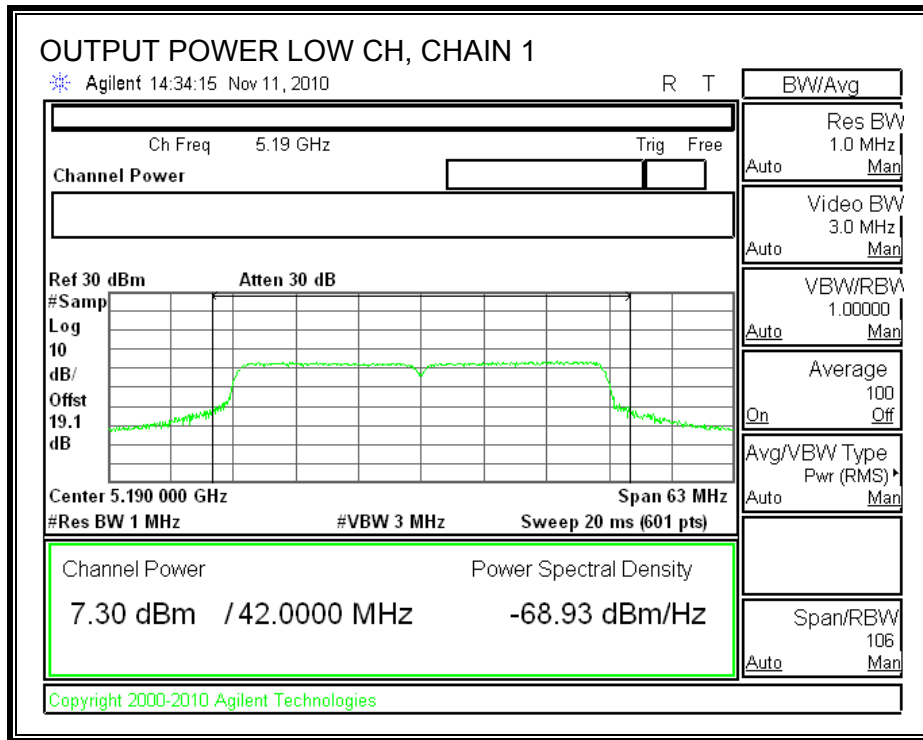 OUTPUT POWER LOW CH, CHAIN 1
Agilent 14:34:15 Nov 11, 2010 R T
Ch Freq 5.19 GHz Trig Free
Channel Power
Ref 30 dBm Atten 30 dB
#Samp
Log
10
dB/
Offst
19.1
dB
Center 5.190 000 GHz Span 63 MHz
#Res BW 1 MHz #VBW 3 MHz Sweep 20 ms (601 pts)
Channel Power Power Spectral Density
7.30 dBm / 42.0000 MHz -68.93 dBm/Hz
Copyright 2000-2010 Agilent Technologies
BW/Avg
Res BW
1.0 MHz
Auto Man
Video BW
3.0 MHz
Auto Man
VBW/RBW
1.00000
Auto Man
Average
100
On Off
Avg/VBW Type
Pwr (RMS)
Auto Man
Span/RBW
106
Auto Man